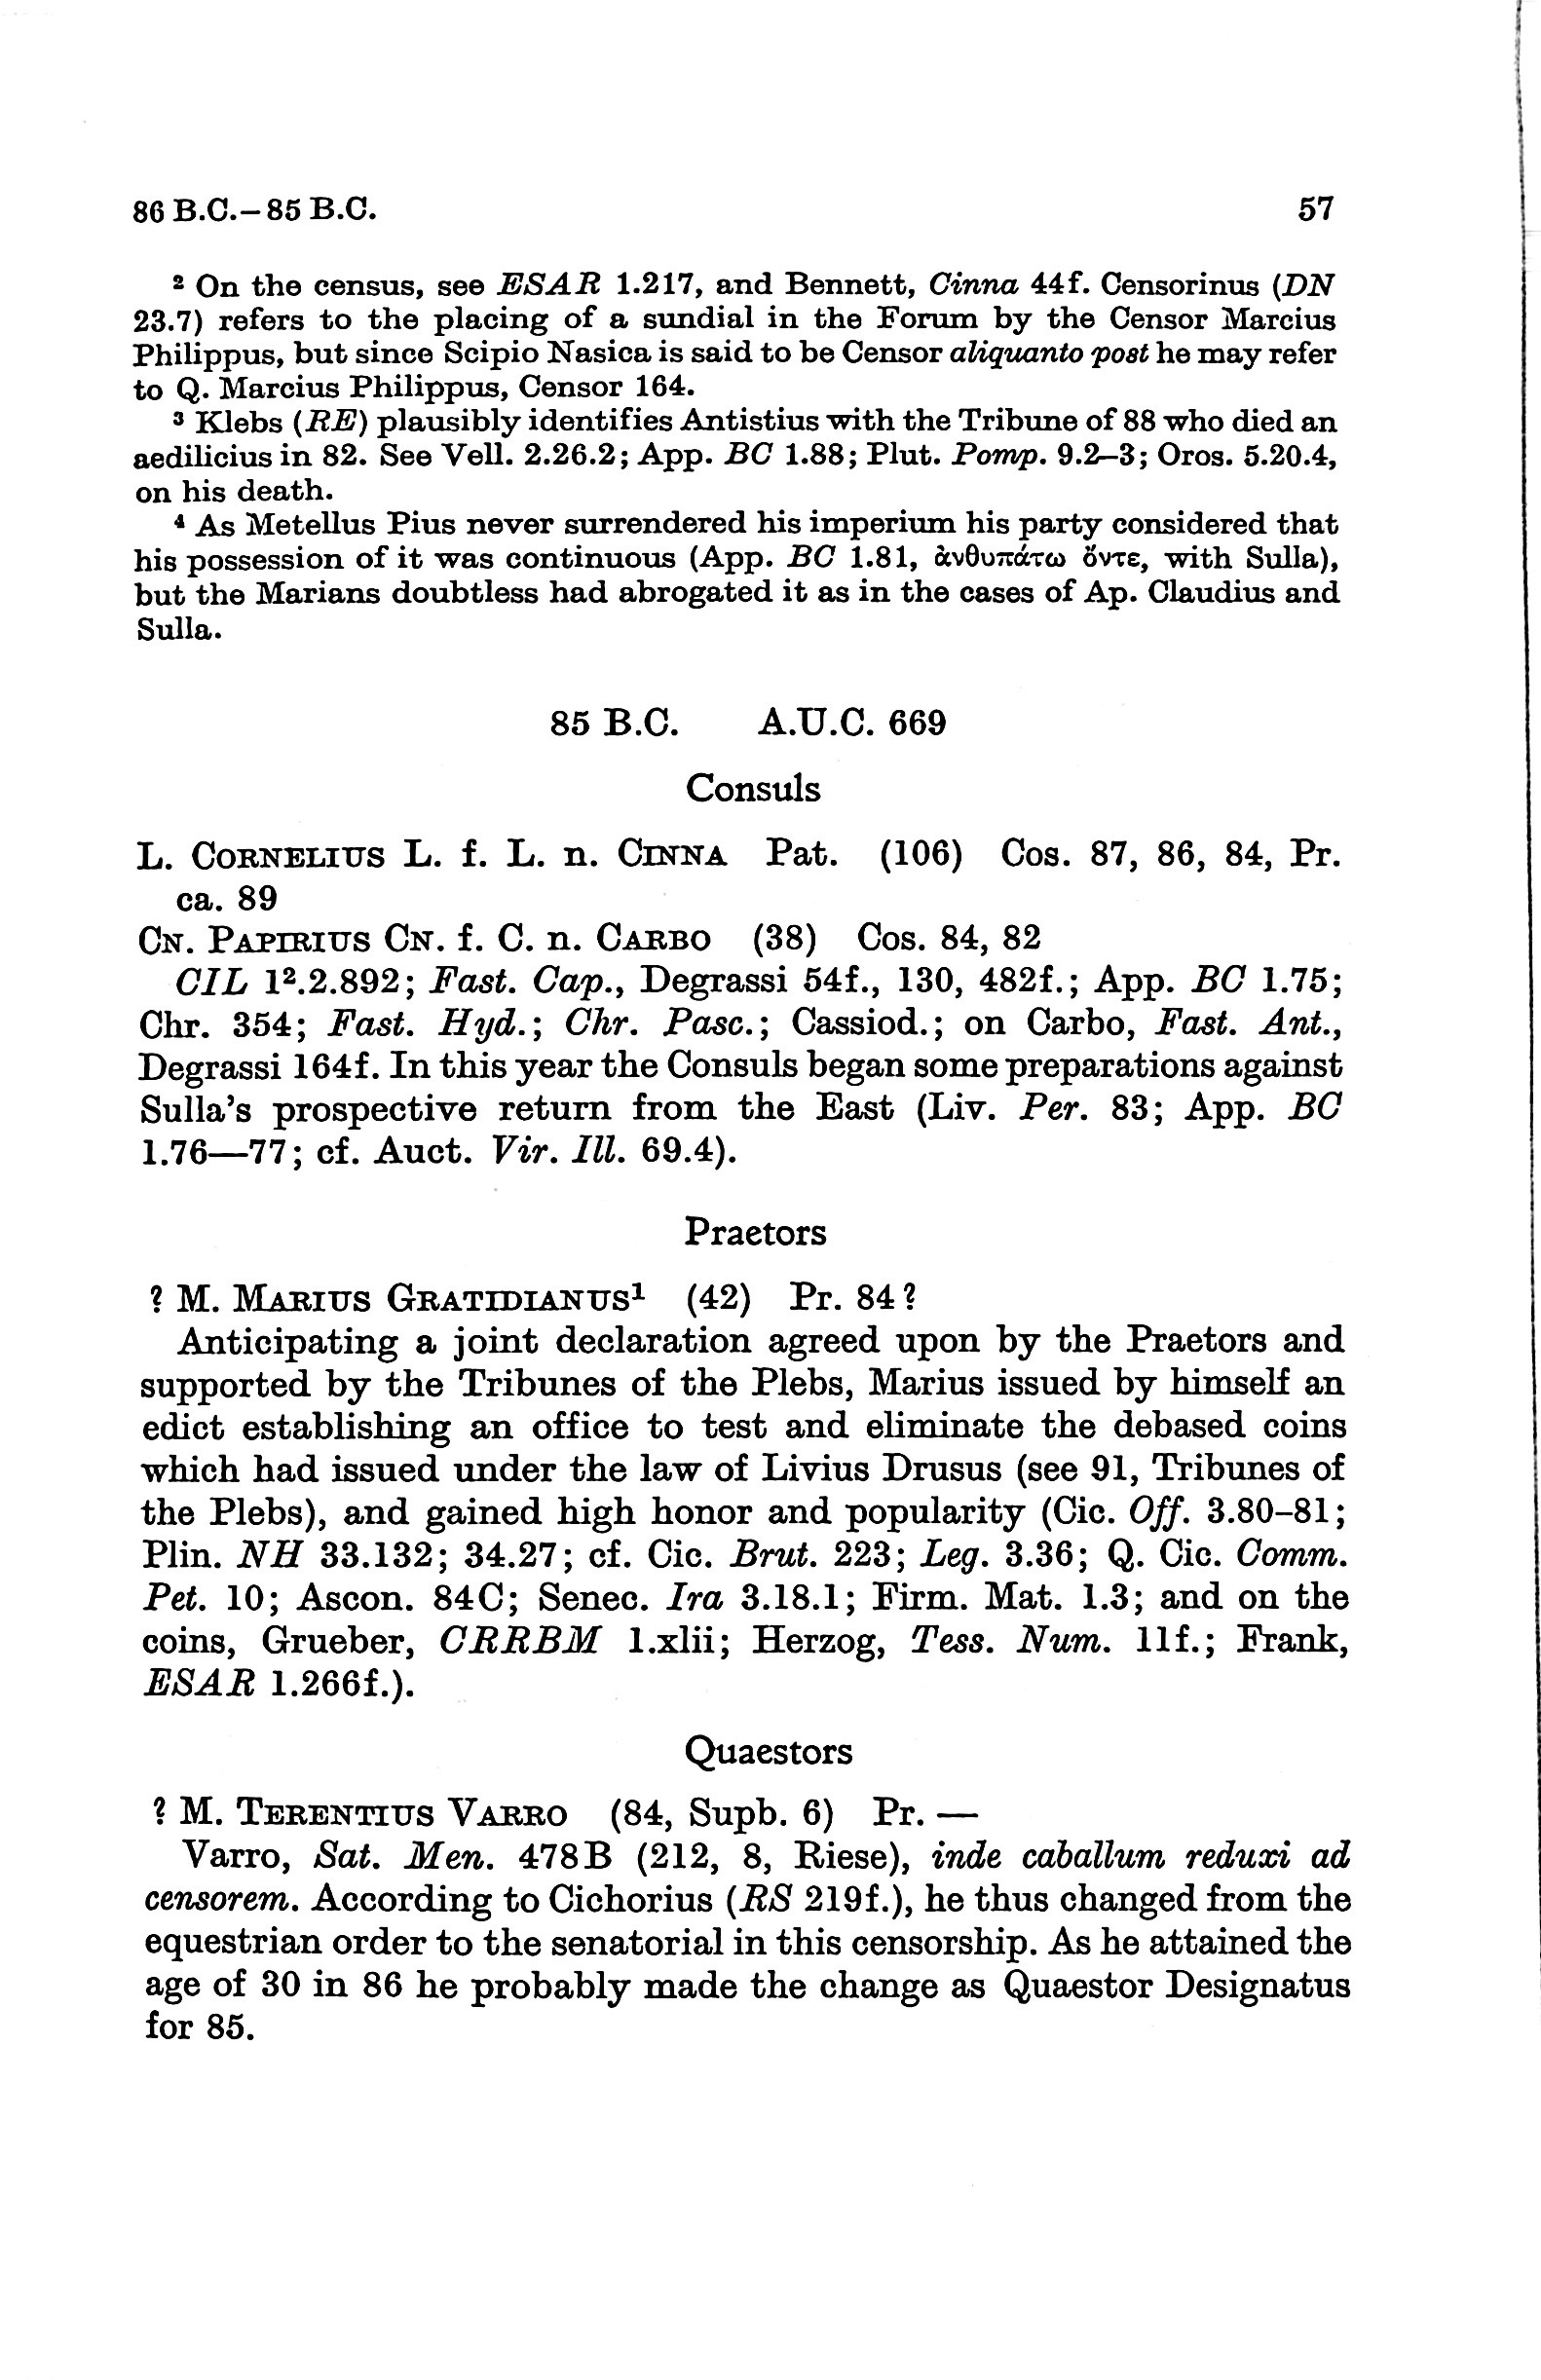 86 B.C.–85 B.C. 57
² On the census, see ESAR 1.217, and Bennett, Cinna 44f. Censorinus (DN
23.7) refers to the placing of a sundial in the Forum by the Censor Marcius
Philippus, but since Scipio Nasica is said to be Censor aliquanto post he may refer
to Q. Marcius Philippus, Censor 164.
³ Klebs (RE) plausibly identifies Antistius with the Tribune of 88 who died an
aedilicius in 82. See Vell. 2.26.2; App. BC 1.88; Plut. Pomp. 9.2–3; Oros. 5.20.4,
on his death.
⁴ As Metellus Pius never surrendered his imperium his party considered that
his possession of it was continuous (App. BC 1.81, ἀνθυπάτω ὄντε, with Sulla),
but the Marians doubtless had abrogated it as in the cases of Ap. Claudius and
Sulla.
85 B.C. A.U.C. 669
Consuls
L. CORNELIUS L. f. L. n. CINNA Pat. (106) Cos. 87, 86, 84, Pr.
ca. 89
CN. PAPIRIUS CN. f. C. n. CARBO (38) Cos. 84, 82
CIL 1².2.892; Fast. Cap., Degrassi 54f., 130, 482f.; App. BC 1.75;
Chr. 354; Fast. Hyd.; Chr. Pasc.; Cassiod.; on Carbo, Fast. Ant.,
Degrassi 164f. In this year the Consuls began some preparations against
Sulla's prospective return from the East (Liv. Per. 83; App. BC
1.76—77; cf. Auct. Vir. Ill. 69.4).
Praetors
? M. MARIUS GRATIDIANUS¹ (42) Pr. 84?
Anticipating a joint declaration agreed upon by the Praetors and
supported by the Tribunes of the Plebs, Marius issued by himself an
edict establishing an office to test and eliminate the debased coins
which had issued under the law of Livius Drusus (see 91, Tribunes of
the Plebs), and gained high honor and popularity (Cic. Off. 3.80–81;
Plin. NH 33.132; 34.27; cf. Cic. Brut. 223; Leg. 3.36; Q. Cic. Comm.
Pet. 10; Ascon. 84C; Senec. Ira 3.18.1; Firm. Mat. 1.3; and on the
coins, Grueber, CRRBM 1.xlii; Herzog, Tess. Num. 11f.; Frank,
ESAR 1.266f.).
Quaestors
? M. TERENTIUS VARRO (84, Supb. 6) Pr. —
Varro, Sat. Men. 478B (212, 8, Riese), inde caballum reduxi ad
censorem. According to Cichorius (RS 219f.), he thus changed from the
equestrian order to the senatorial in this censorship. As he attained the
age of 30 in 86 he probably made the change as Quaestor Designatus
for 85.